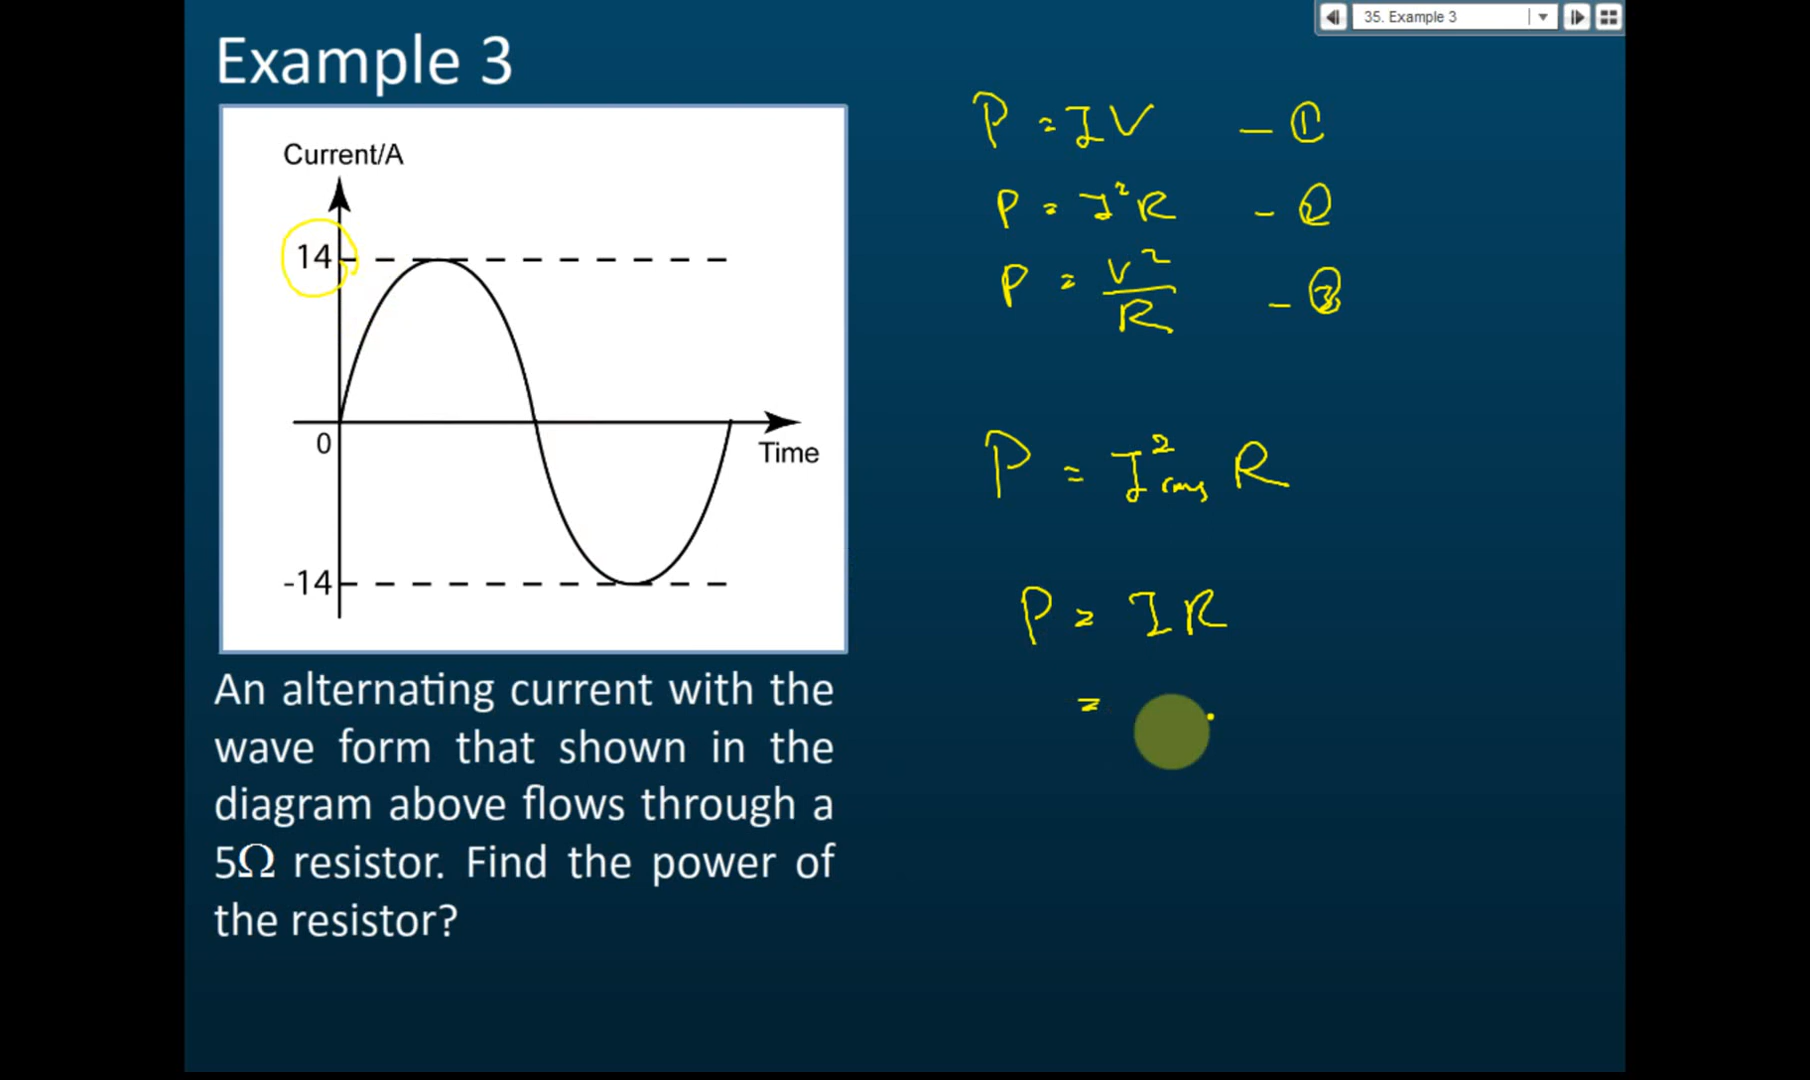 35. Example 3
Example 3
Current/A
14
0
Time
-14
An alternating current with the
wave form that shown in the
diagram above flows through a
5Ω resistor. Find the power of
the resistor?
P = IV - ①
P = I²R - ②
P = V²/R - ③
P = I²rms R
P = IR
=